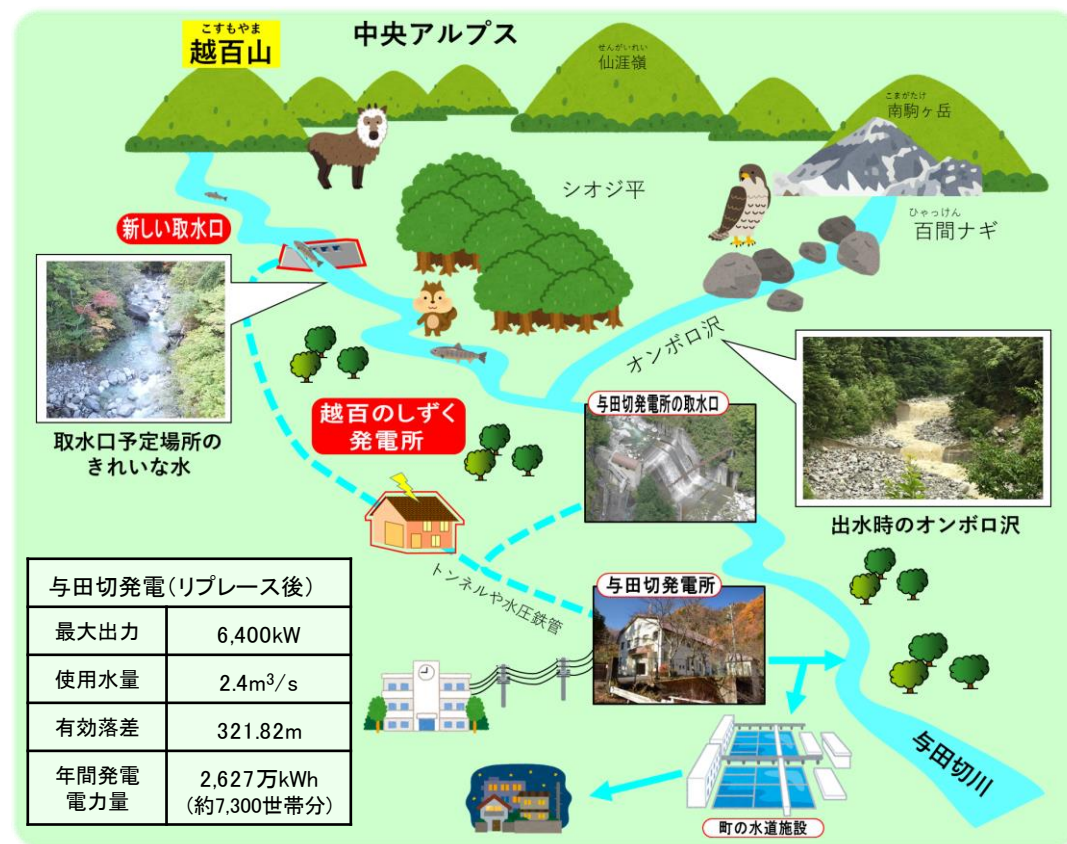 こすもやま
越百山
中央アルプス
せんがいれい
仙涯嶺
こまがたけ
南駒ヶ岳
シオジ平
ひゃっけん
百間ナギ
新しい取水口
オンボロ沢
取水口予定場所の
きれいな水
越百のしずく
発電所
与田切発電所の取水口
出水時のオンボロ沢
トンネルや水圧鉄管
与田切発電所
与田切川
町の水道施設
与田切発電(リプレース後)
最大出力 6,400kW
使用水量 2.4m³/s
有効落差 321.82m
年間発電
電力量
2,627万kWh
(約7,300世帯分)